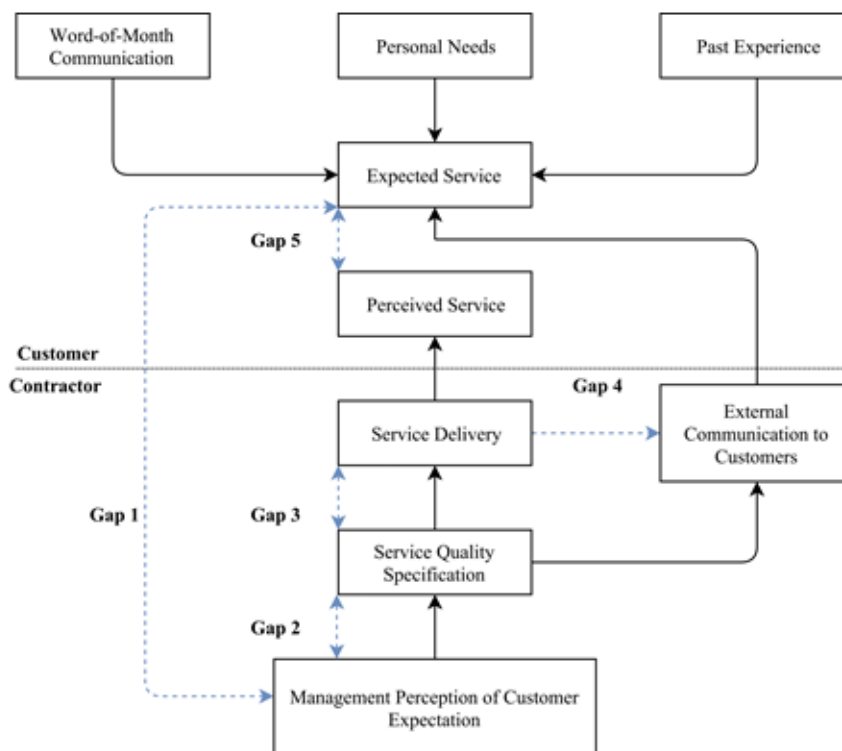 Word-of-Month
Communication
Personal Needs
Past Experience
Expected Service
Gap 5
Perceived Service
Customer
Contractor
Gap 4
Service Delivery
External
Communication to
Customers
Gap 1
Gap 3
Service Quality
Specification
Gap 2
Management Perception of Customer
Expectation